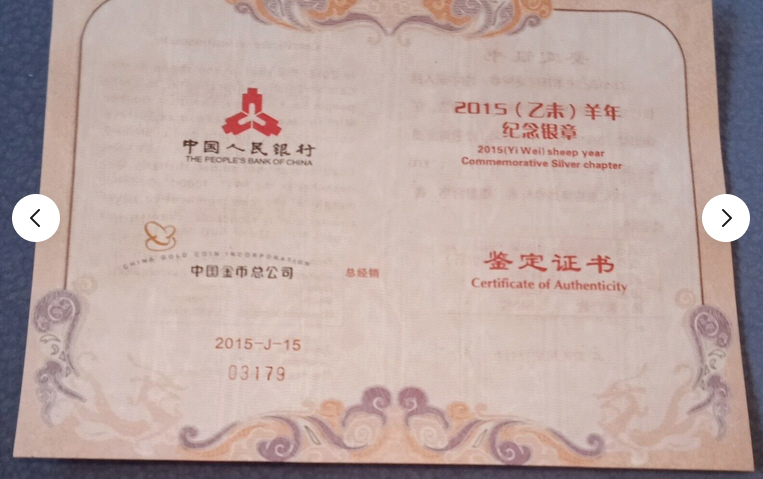 中国人民银行
THE PEOPLE'S BANK OF CHINA
CHINA GOLD COIN INCORPORATION
中国金币总公司
总经销
2015-J-15
03179
2015(乙未)羊年
纪念银章
2015(Yi Wei) sheep year
Commemorative Silver chapter
鉴定证书
Certificate of Authenticity